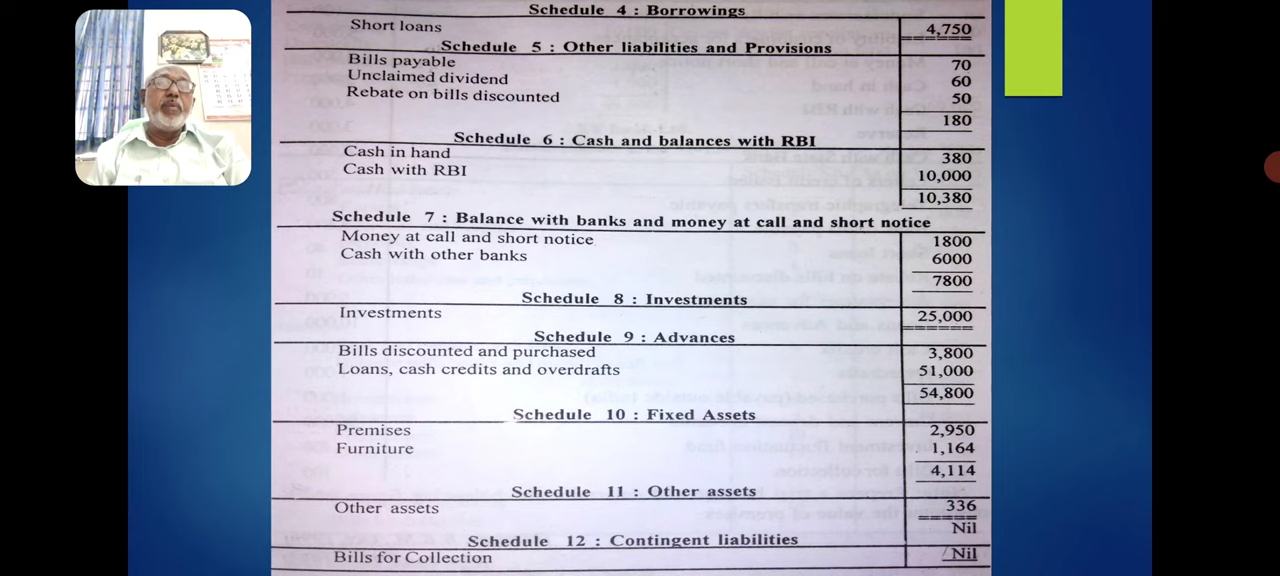 Schedule 4 : Borrowings
Short loans 4,750
Schedule 5 : Other liabilities and Provisions
Bills payable 70
Unclaimed dividend 60
Rebate on bills discounted 50
180
Schedule 6 : Cash and balances with RBI
Cash in hand 380
Cash with RBI 10,000
10,380
Schedule 7 : Balance with banks and money at call and short notice
Money at call and short notice 1800
Cash with other banks 6000
7800
Schedule 8 : Investments
Investments 25,000
Schedule 9 : Advances
Bills discounted and purchased 3,800
Loans, cash credits and overdrafts 51,000
54,800
Schedule 10 : Fixed Assets
Premises 2,950
Furniture 1,164
4,114
Schedule 11 : Other assets
Other assets 336
Nil
Schedule 12 : Contingent liabilities
Bills for Collection Nil